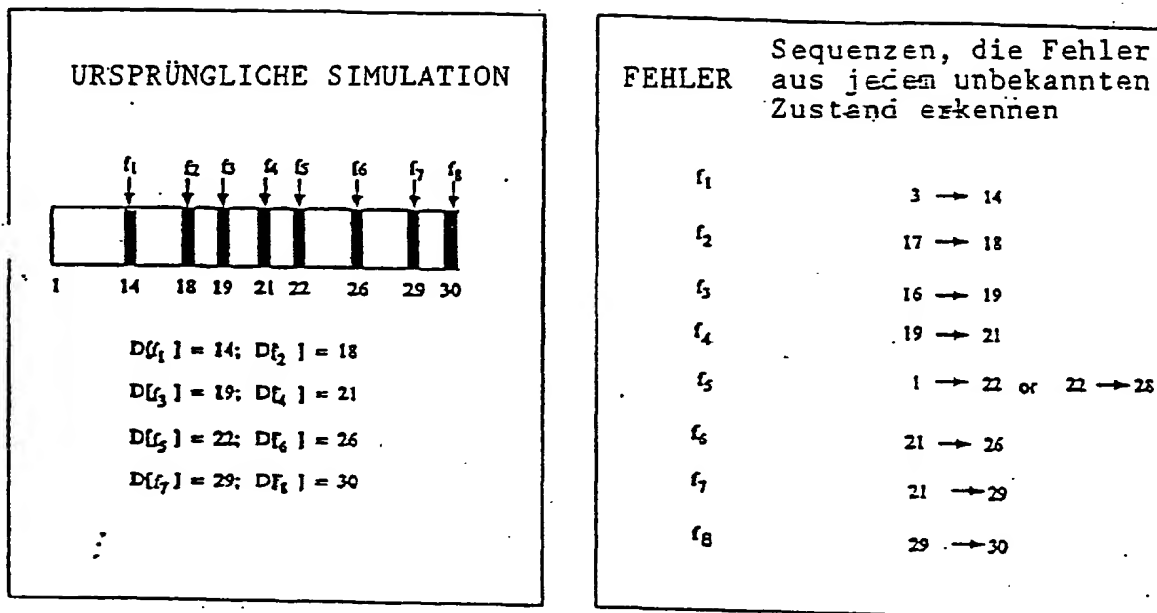 URSPRÜNGLICHE SIMULATION
f1 f2 f3 f4 f5 f6 f7 f8
1 14 18 19 21 22 26 29 30
D[f1 ] = 14; D[f2 ] = 18
D[f3 ] = 19; D[f4 ] = 21
D[f5 ] = 22; D[f6 ] = 26
D[f7 ] = 29; D[f8 ] = 30
FEHLER
Sequenzen, die Fehler
aus jedem unbekannten
Zustand erkennen
f1 3 → 14
f2 17 → 18
f3 16 → 19
f4 19 → 21
f5 1 → 22 or 22 → 28
f6 21 → 26
f7 21 → 29
f8 29 → 30